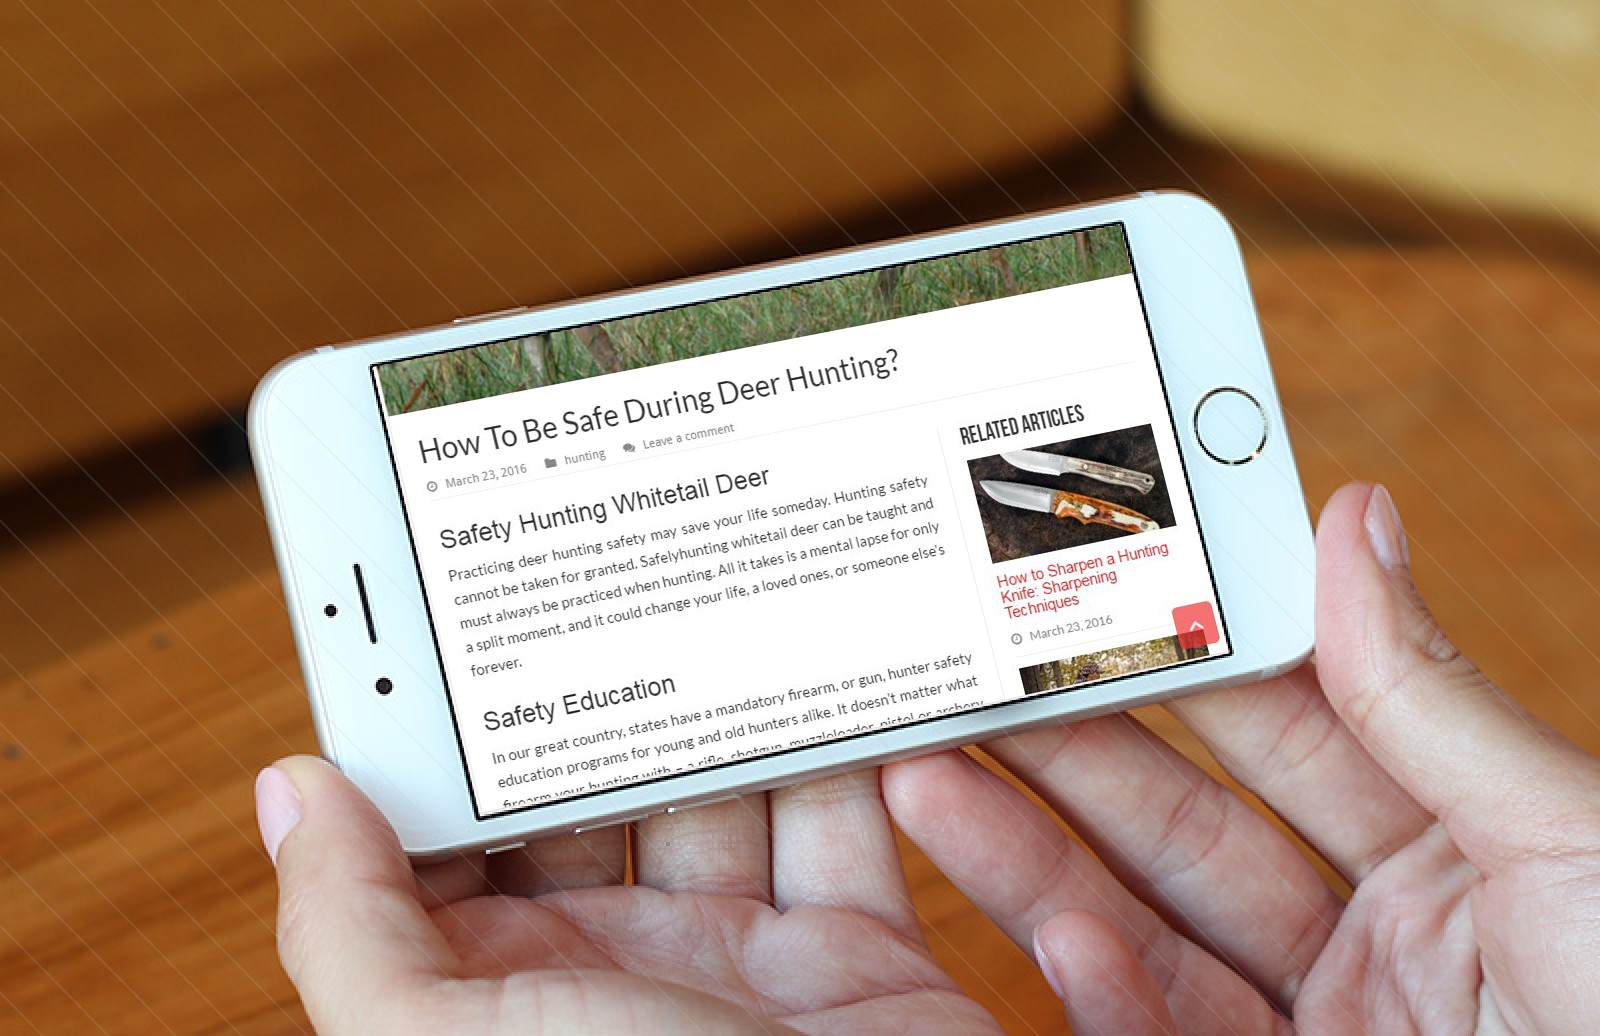 How To Be Safe During Deer Hunting?
March 23, 2016 hunting Leave a comment
Safety Hunting Whitetail Deer
Practicing deer hunting safety may save your life someday. Hunting safety
cannot be taken for granted. Safelyhunting whitetail deer can be taught and
must always be practiced when hunting. All it takes is a mental lapse for only
a split moment, and it could change your life, a loved ones, or someone else's
forever.
Safety Education
In our great country, states have a mandatory firearm, or gun, hunter safety
education programs for young and old hunters alike. It doesn't matter what
firearm your hunting with – a rifle, shotgun, muzzleloader, pistol or archery
RELATED ARTICLES
How to Sharpen a Hunting
Knife: Sharpening
Techniques
March 23, 2016